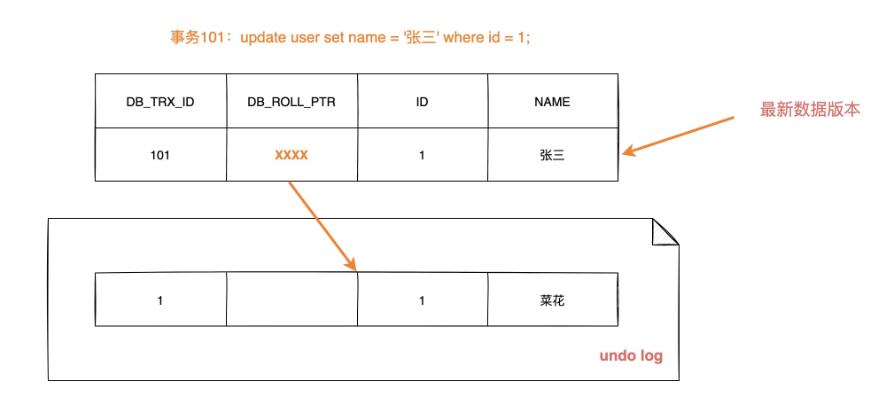 事务101：update user set name = '张三' where id = 1;
DB_TRX_ID DB_ROLL_PTR ID NAME
最新数据版本
101 XXXX 1 张三
1 1 菜花
undo log